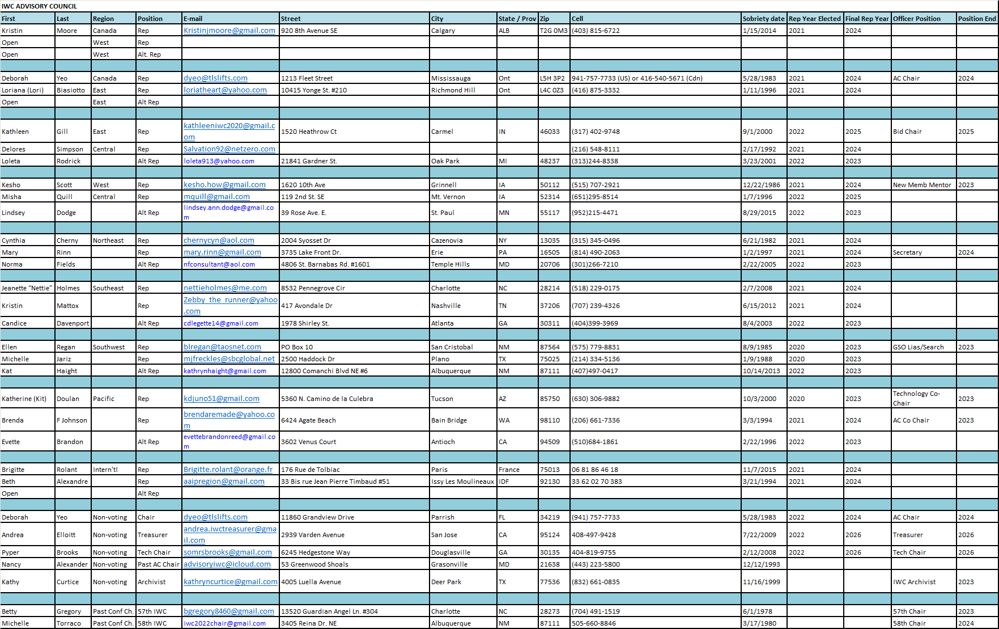 IWC ADVISORY COUNCIL
First Last Region Position E-mail Street City State / Prov Zip Cell Sobriety date Rep Year Elected Final Rep Year Officer Position Position End
Kristin Moore Canada Rep Kristinjmoore@gmail.com 920 8th Avenue SE Calgary ALB T2G 0M3 (403) 815-6722 1/15/2014 2021 2024
Open West Rep
Open West Alt. Rep
Deborah Yeo Canada Rep dyeo@tlslifts.com 1213 Fleet Street Mississauga Ont L5H 3P2 941-757-7733 (US) or 416-540-5671 (Cdn) 5/28/1983 2021 2024 AC Chair 2024
Loriana (Lori) Biasiotto East Rep loriatheart@yahoo.com 10415 Yonge St. #210 Richmond Hill Ont L4C 0Z3 (416) 875-3332 1/11/1996 2021 2024
Open East Alt Rep
Kathleen Gill East Rep kathleeniwc2020@gmail.c
om 1520 Heathrow Ct Carmel IN 46033 (317) 402-9748 9/1/2000 2022 2025 Bid Chair 2025
Delores Simpson Central Rep Salvation92@netzero.com (216) 548-8111 2/17/1992 2021 2024
Loleta Rodrick Alt Rep loleta913@yahoo.com 21841 Gardner St. Oak Park MI 48237 (313)244-8338 3/23/2001 2022 2023
Kesho Scott West Rep kesho.how@gmail.com 1620 10th Ave Grinnell IA 50112 (515) 707-2921 12/22/1986 2021 2024 New Memb Mentor 2023
Misha Quill Central Rep mquill@gmail.com 119 2nd St. SE Mt. Vernon IA 52314 (651)295-8514 1/7/1996 2022 2025
Lindsey Dodge Alt Rep lindsey.ann.dodge@gmail.co
m 39 Rose Ave. E. St. Paul MN 55117 (952)215-4471 8/29/2015 2022 2023
Cynthia Cherny Northeast Rep chernycyn@aol.com 2004 Syosset Dr Cazenovia NY 13035 (315) 345-0496 6/21/1982 2021 2024
Mary Rinn Rep mary.rinn@gmail.com 3735 Lake Front Dr. Erie PA 16505 (814) 490-2063 1/2/1997 2021 2024 Secretary 2024
Norma Fields Alt Rep nfconsultant@aol.com 4806 St. Barnabas Rd. #1601 Temple Hills MD 20706 (301)266-7210 2/22/2005 2022 2023
Jeanette “Nettie” Holmes Southeast Rep nettieholmes@me.com 8532 Pennegrove Cir Charlotte NC 28214 (518) 229-0175 2/7/2008 2021 2024
Kristin Mattox Rep Zebby_the_runner@yahoo
.com 417 Avondale Dr Nashville TN 37206 (707) 239-4326 6/15/2012 2021 2024
Candice Davenport Alt Rep cdlegette14@gmail.com 1978 Shirley St. Atlanta GA 30311 (404)399-3969 8/4/2003 2022 2023
Ellen Regan Southwest Rep blregan@taosnet.com PO Box 10 San Cristobal NM 87564 (575) 779-8831 8/9/1985 2020 2023 GSO Lias/Search 2023
Michelle Jariz Rep mjfreckles@sbcglobal.net 2500 Haddock Dr Plano TX 75025 (214) 334-5136 1/9/1988 2020 2023
Kat Haight Alt Rep kathrynhaight@gmail.com 12800 Comanchi Blvd NE #6 Albuquerque NM 87111 (407)497-0417 10/14/2013 2022 2023
Katherine (Kit) Doulan Pacific Rep kdjuno51@gmail.com 5360 N. Camino de la Culebra Tucson AZ 85750 (630) 306-9882 10/3/2000 2020 2023 Technology Co-
Chair 2023
Brenda F Johnson Rep brendaremade@yahoo.co
m 6424 Agate Beach Bain Bridge WA 98110 (206) 661-7336 3/3/1994 2021 2024 AC Co Chair 2023
Evette Brandon Alt Rep evettebrandonreed@gmail.co
m 3602 Venus Court Antioch CA 94509 (510)684-1861 2/22/1996 2022 2023
Brigitte Rolant Intern'tl Rep Brigitte.rolant@orange.fr 176 Rue de Tolbiac Paris France 75013 06 81 86 46 18 11/7/2015 2021 2024
Beth Alexandre Rep aaipregion@gmail.com 33 Bis rue Jean Pierre Timbaud #51 Issy Les Moulineaux IDF 92130 33 62 02 70 383 3/21/1994 2021 2024
Open Alt Rep
Deborah Yeo Non-voting Chair dyeo@tlslifts.com 11860 Grandview Drive Parrish FL 34219 (941) 757-7733 5/28/1983 2022 2024 AC Chair 2024
Andrea Elloitt Non-voting Treasurer andrea.iwctreasurer@gma
il.com 2939 Varden Avenue San Jose CA 95124 408-497-9428 7/22/2009 2022 2026 Treasurer 2026
Pyper Brooks Non-voting Tech Chair somrsbrooks@gmail.com 6245 Hedgestone Way Douglasville GA 30135 404-819-9755 2/12/2008 2022 2026 Tech Chair 2026
Nancy Alexander Non-voting Past AC Chair advisoryiwc@icloud.com 53 Greenwood Shoals Grasonville MD 21638 (443) 223-5800 12/12/1993
Kathy Curtice Non-voting Archivist kathryncurtice@gmail.com 4005 Luella Avenue Deer Park TX 77536 (832) 661-0835 11/16/1999 IWC Archivist 2023
Betty Gregory Past Conf Ch. 57th IWC bgregory8460@gmail.com 13520 Guardian Angel Ln. #304 Charlotte NC 28273 (704) 491-1519 6/1/1978 57th Chair 2023
Michelle Torraco Past Conf Ch. 58th IWC iwc2022chair@gmail.com 3405 Reina Dr. NE Albuquerque NM 87111 505-660-8846 3/17/1980 58th Chair 2024